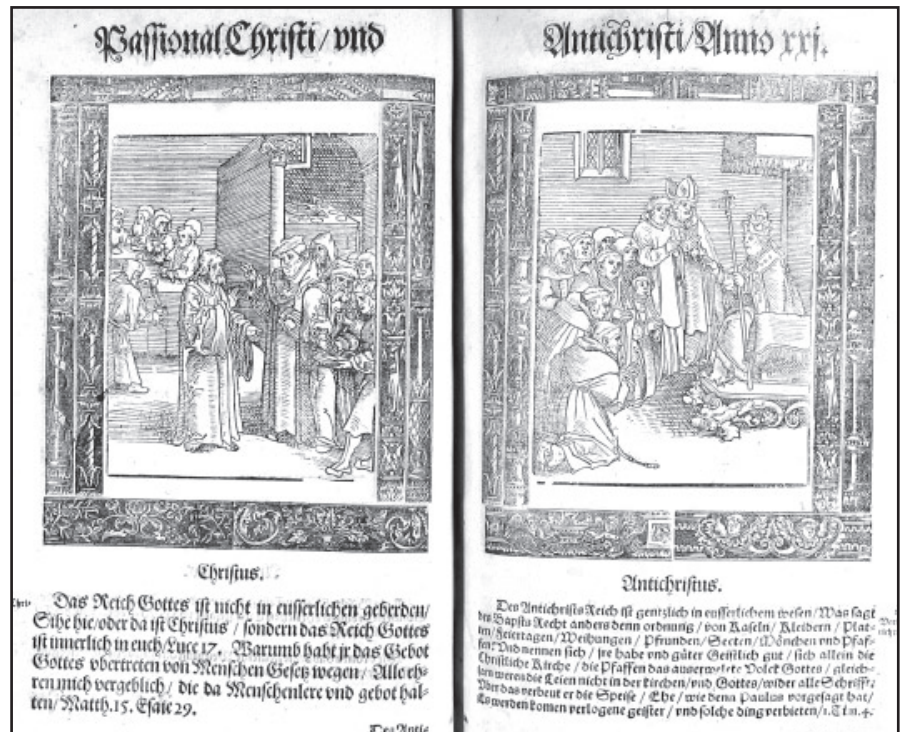 Passional Christi / vnd
Christus.
Das Reich Gottes ist nicht in eusserlichen geberden /
Sihe hie / oder da ist Christus / sondern das Reich Gottes
ist innerlich in euch / Luce 17. Warumb habt jr das Gebot
Gottes vbertreten von Menschen Gesetz wegen / Alle eh-
ren mich vergeblich / die da Menschenlere vnd gebot hal-
ten / Matth. 15. Esaie 29.
Des Antic
Antichristi / Anno xxj.
Antichristus.
Des Antichrists Reich ist gentzlich in eusserlichem wesen / Was sagt
des Bapsts Recht anders denn ordnung / von Kaseln / Kleidern / Plat-
ten / Feiertagen / Weihungen / Pfrunden / Secten / Mönchen vnd Pfaf-
fen. Vnd nennen sich / jre habe vnd güter Geistlich gut / sich allein die
Christliche Kirche / die Pfaffen das auserwelete Volck Gottes / gleich-
sam weren die Leien nicht in der kirchen / vnd Gottes / wider alle Schrifft /
Vber das verbeut er die Speise / Ehe / wie denn Paulus vorgesagt hat /
Es werden komen verlogene geister / vnd solche ding verbieten / 1. Tim. 4.